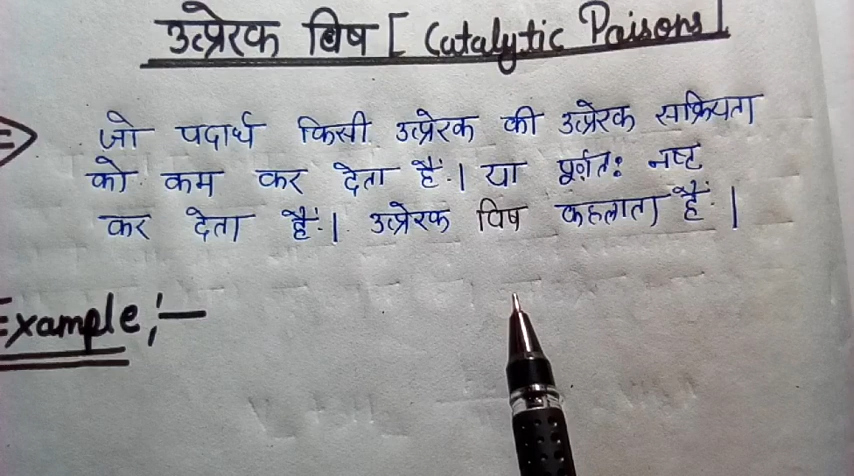 उत्प्रेरक विष [ Catalytic Poisons ]
जो पदार्थ किसी उत्प्रेरक की उत्प्रेरक सक्रियता
को कम कर देता हैं। या पूर्णतः नष्ट
कर देता हैं। उत्प्रेरक विष कहलाता हैं।
Example;-